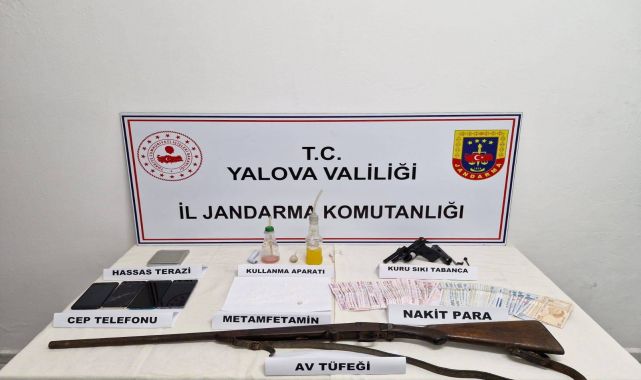 T.C.
YALOVA VALİLİĞİ
İL JANDARMA KOMUTANLIĞI
JANDARMA
HASSAS TERAZİ
KULLANMA APARATI
KURU SIKI TABANCA
CEP TELEFONU
METAMFETAMİN
NAKİT PARA
AV TÜFEĞİ